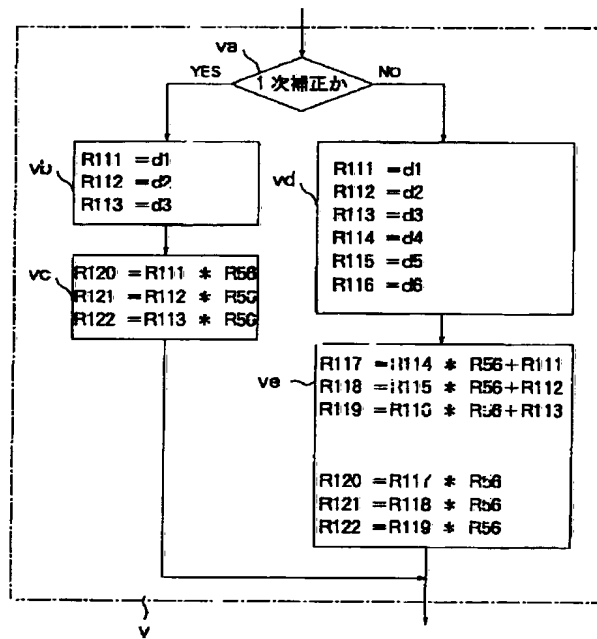 va
1次補正か
YES
NO
vb
R111 =d1
R112 =d2
R113 =d3
vd
R111 =d1
R112 =d2
R113 =d3
R114 =d4
R115 =d5
R116 =d6
vc
R120 =R111 * R56
R121 =R112 * R56
R122 =R113 * R56
ve
R117 =R114 * R56+R111
R118 =R115 * R56+R112
R119 =R116 * R56+R113
R120 =R117 * R56
R121 =R118 * R56
R122 =R119 * R56
v